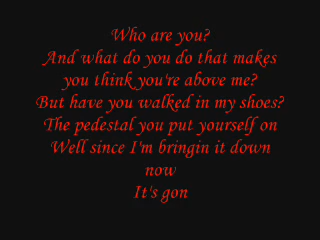 Who are you?
And what do you do that makes
you think you're above me?
But have you walked in my shoes?
The pedestal you put yourself on
Well since I'm bringin it down
now
It's gon